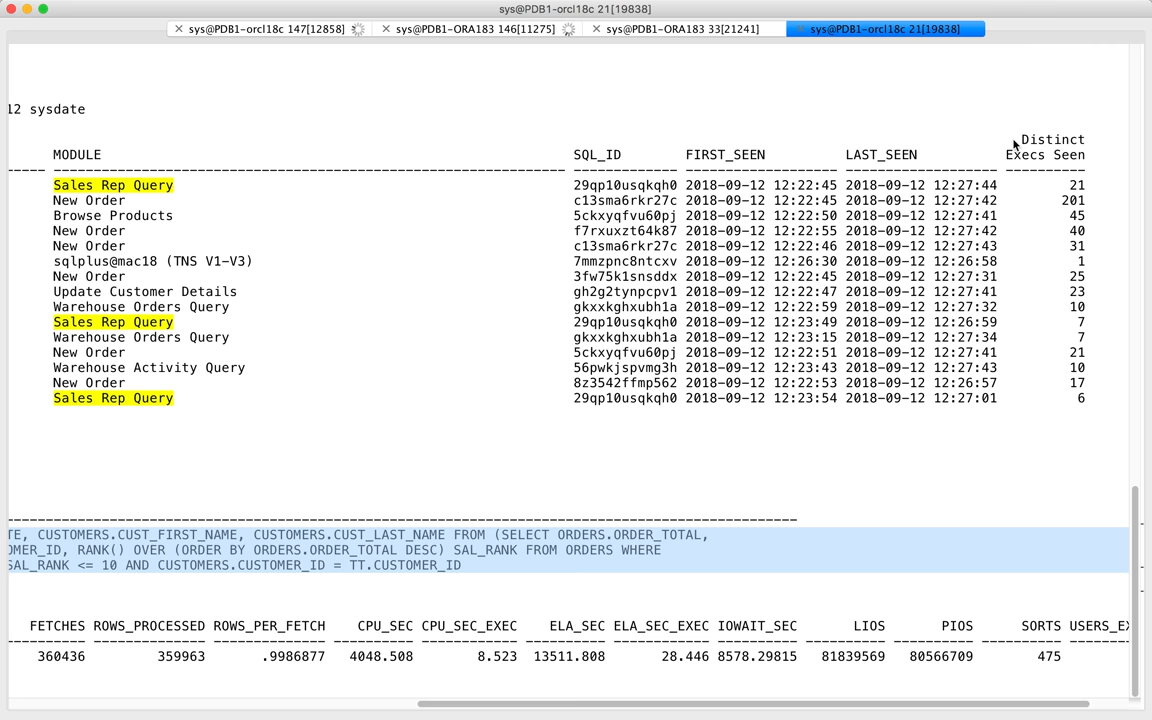 sys@PDB1-orcl18c 21[19838]
sys@PDB1-orcl18c 147[12858] sys@PDB1-ORA183 146[11275] sys@PDB1-ORA183 33[21241] sys@PDB1-orcl18c 21[19838]
12 sysdate
Distinct
MODULE SQL_ID FIRST_SEEN LAST_SEEN Execs Seen
Sales Rep Query 29qp10usqkqh0 2018-09-12 12:22:45 2018-09-12 12:27:44 21
New Order c13sma6rkr27c 2018-09-12 12:22:45 2018-09-12 12:27:42 201
Browse Products 5ckxyqfvu60pj 2018-09-12 12:22:50 2018-09-12 12:27:41 45
New Order f7rxuxzt64k87 2018-09-12 12:22:55 2018-09-12 12:27:42 40
New Order c13sma6rkr27c 2018-09-12 12:22:46 2018-09-12 12:27:43 31
sqlplus@mac18 (TNS V1-V3) 7mmzpnc8ntcxv 2018-09-12 12:26:30 2018-09-12 12:26:58 1
New Order 3fw75k1snsddx 2018-09-12 12:22:45 2018-09-12 12:27:31 25
Update Customer Details gh2g2tynpcpv1 2018-09-12 12:22:47 2018-09-12 12:27:41 23
Warehouse Orders Query gkxxkghxubh1a 2018-09-12 12:22:59 2018-09-12 12:27:32 10
Sales Rep Query 29qp10usqkqh0 2018-09-12 12:23:49 2018-09-12 12:26:59 7
Warehouse Orders Query gkxxkghxubh1a 2018-09-12 12:23:15 2018-09-12 12:27:34 7
New Order 5ckxyqfvu60pj 2018-09-12 12:22:51 2018-09-12 12:27:41 21
Warehouse Activity Query 56pwkjspvmg3h 2018-09-12 12:23:43 2018-09-12 12:27:43 10
New Order 8z3542ffmp562 2018-09-12 12:22:53 2018-09-12 12:26:57 17
Sales Rep Query 29qp10usqkqh0 2018-09-12 12:23:54 2018-09-12 12:27:01 6
TE, CUSTOMERS.CUST_FIRST_NAME, CUSTOMERS.CUST_LAST_NAME FROM (SELECT ORDERS.ORDER_TOTAL,
OMER_ID, RANK() OVER (ORDER BY ORDERS.ORDER_TOTAL DESC) SAL_RANK FROM ORDERS WHERE
SAL_RANK <= 10 AND CUSTOMERS.CUSTOMER_ID = TT.CUSTOMER_ID
FETCHES ROWS_PROCESSED ROWS_PER_FETCH CPU_SEC CPU_SEC_EXEC ELA_SEC ELA_SEC_EXEC IOWAIT_SEC LIOS PIOS SORTS USERS_EX
360436 359963 .9986877 4048.508 8.523 13511.808 28.446 8578.29815 81839569 80566709 475